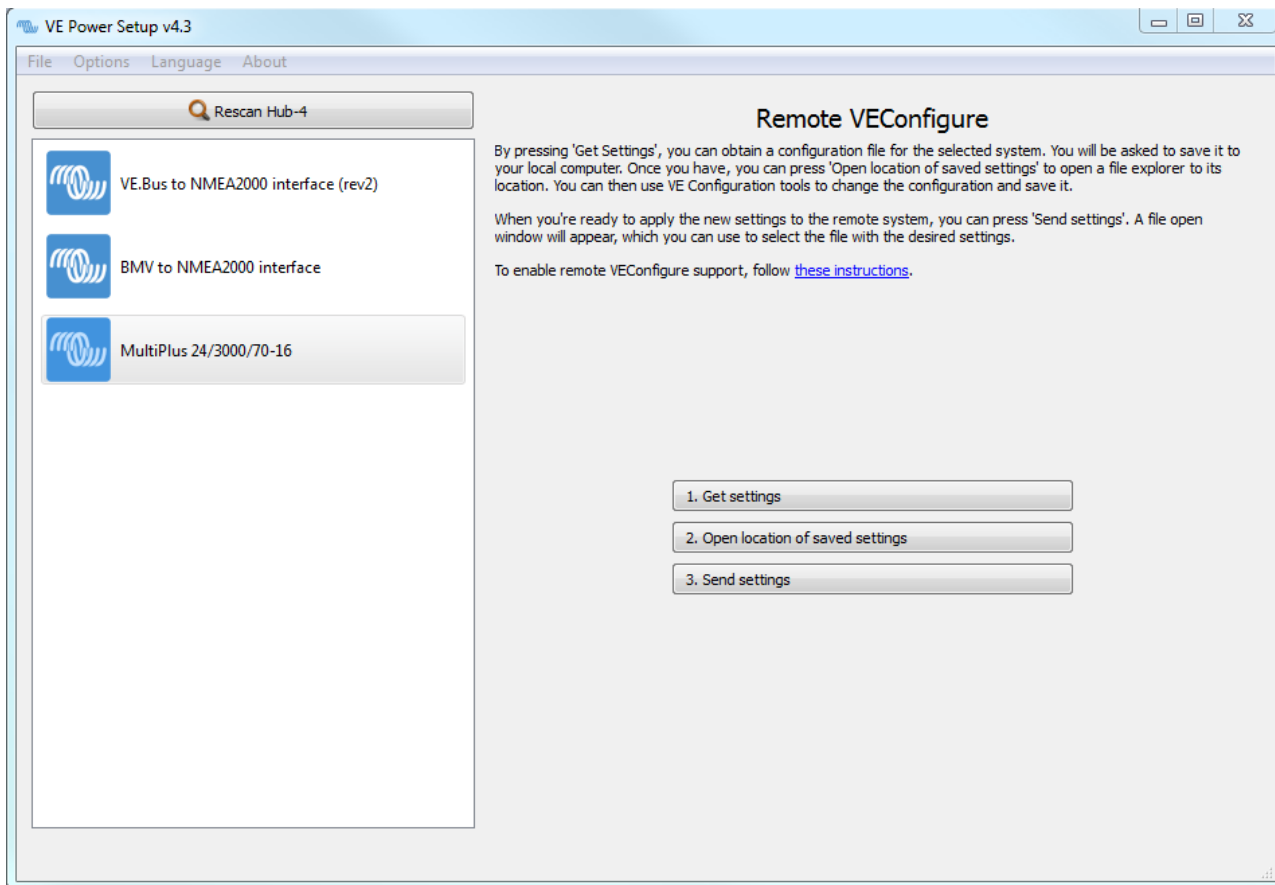 VE Power Setup v4.3
File Options Language About
Rescan Hub-4
VE.Bus to NMEA2000 interface (rev2)
BMV to NMEA2000 interface
MultiPlus 24/3000/70-16
Remote VEConfigure
By pressing 'Get Settings', you can obtain a configuration file for the selected system. You will be asked to save it to
your local computer. Once you have, you can press 'Open location of saved settings' to open a file explorer to its
location. You can then use VE Configuration tools to change the configuration and save it.
When you're ready to apply the new settings to the remote system, you can press 'Send settings'. A file open
window will appear, which you can use to select the file with the desired settings.
To enable remote VEConfigure support, follow these instructions.
1. Get settings
2. Open location of saved settings
3. Send settings